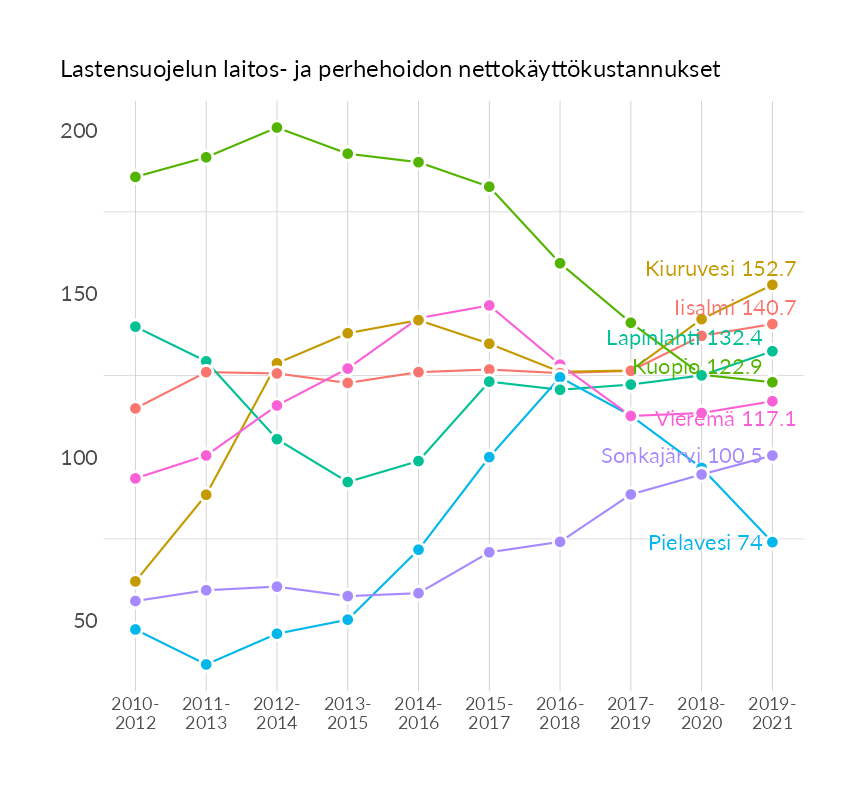 Lastensuojelun laitos- ja perhehoidon nettokäyttökustannukset
200
150
100
50
Kiuruvesi 152.7
Iisalmi 140.7
Lapinlahti 132.4
Kuopio 122.9
Vieremä 117.1
Sonkajärvi 100.5
Pielavesi 74
2010- 2011- 2012- 2013- 2014- 2015- 2016- 2017- 2018- 2019-
2012 2013 2014 2015 2016 2017 2018 2019 2020 2021